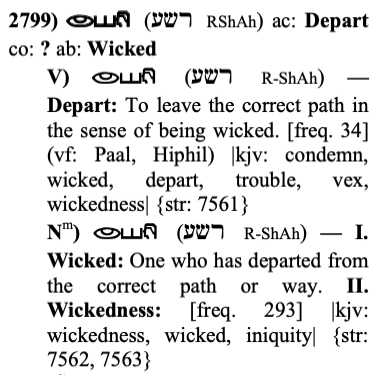 2799) (רשע RShAh) ac: Depart
co: ? ab: Wicked
V) (רשע R-ShAh) —
Depart: To leave the correct path in
the sense of being wicked. [freq. 34]
(vf: Paal, Hiphil) |kjv: condemn,
wicked, depart, trouble, vex,
wickedness| {str: 7561}
Nᵐ) (רשע R-ShAh) — I.
Wicked: One who has departed from
the correct path or way. II.
Wickedness: [freq. 293] |kjv:
wickedness, wicked, iniquity| {str:
7562, 7563}